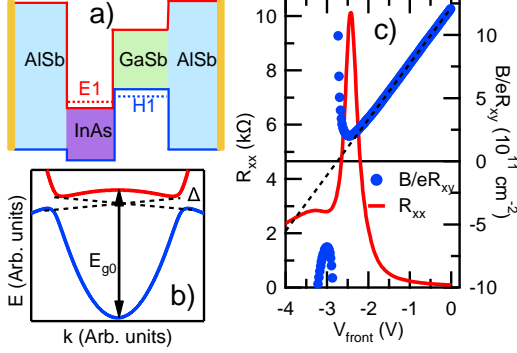 a)
AlSb
GaSb
AlSb
E1
H1
InAs
b)
Δ
E_g0
E (Arb. units)
k (Arb. units)
c)
10
8
6
4
2
0
R_xx (kΩ)
10
5
0
-5
-10
B/eR_xy (10^11 cm^-2)
B/eR_xy
R_xx
-4 -3 -2 -1 0
V_front (V)